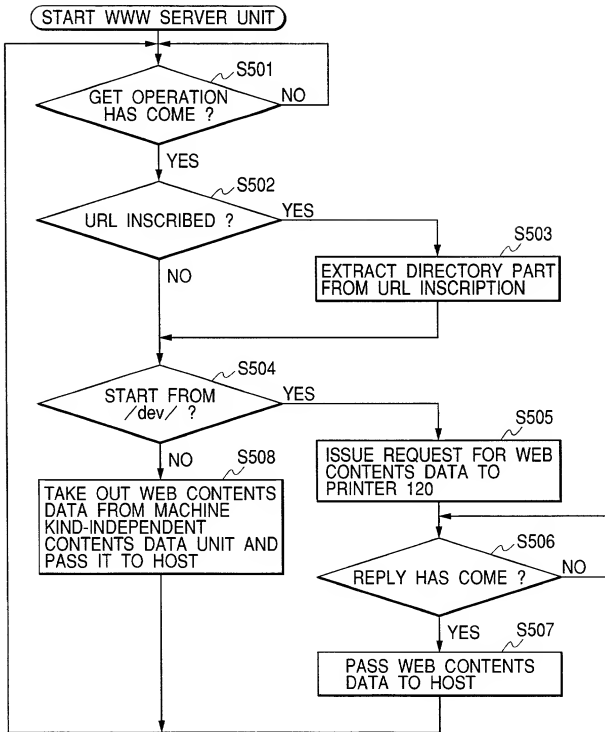 START WWW SERVER UNIT
S501
GET OPERATION
HAS COME ?
NO
YES
S502
URL INSCRIBED ?
YES
NO
S503
EXTRACT DIRECTORY PART
FROM URL INSCRIPTION
S504
START FROM
/dev/ ?
YES
NO
S505
ISSUE REQUEST FOR WEB
CONTENTS DATA TO
PRINTER 120
S508
TAKE OUT WEB CONTENTS
DATA FROM MACHINE
KIND-INDEPENDENT
CONTENTS DATA UNIT AND
PASS IT TO HOST
S506
REPLY HAS COME ?
NO
YES
S507
PASS WEB CONTENTS
DATA TO HOST